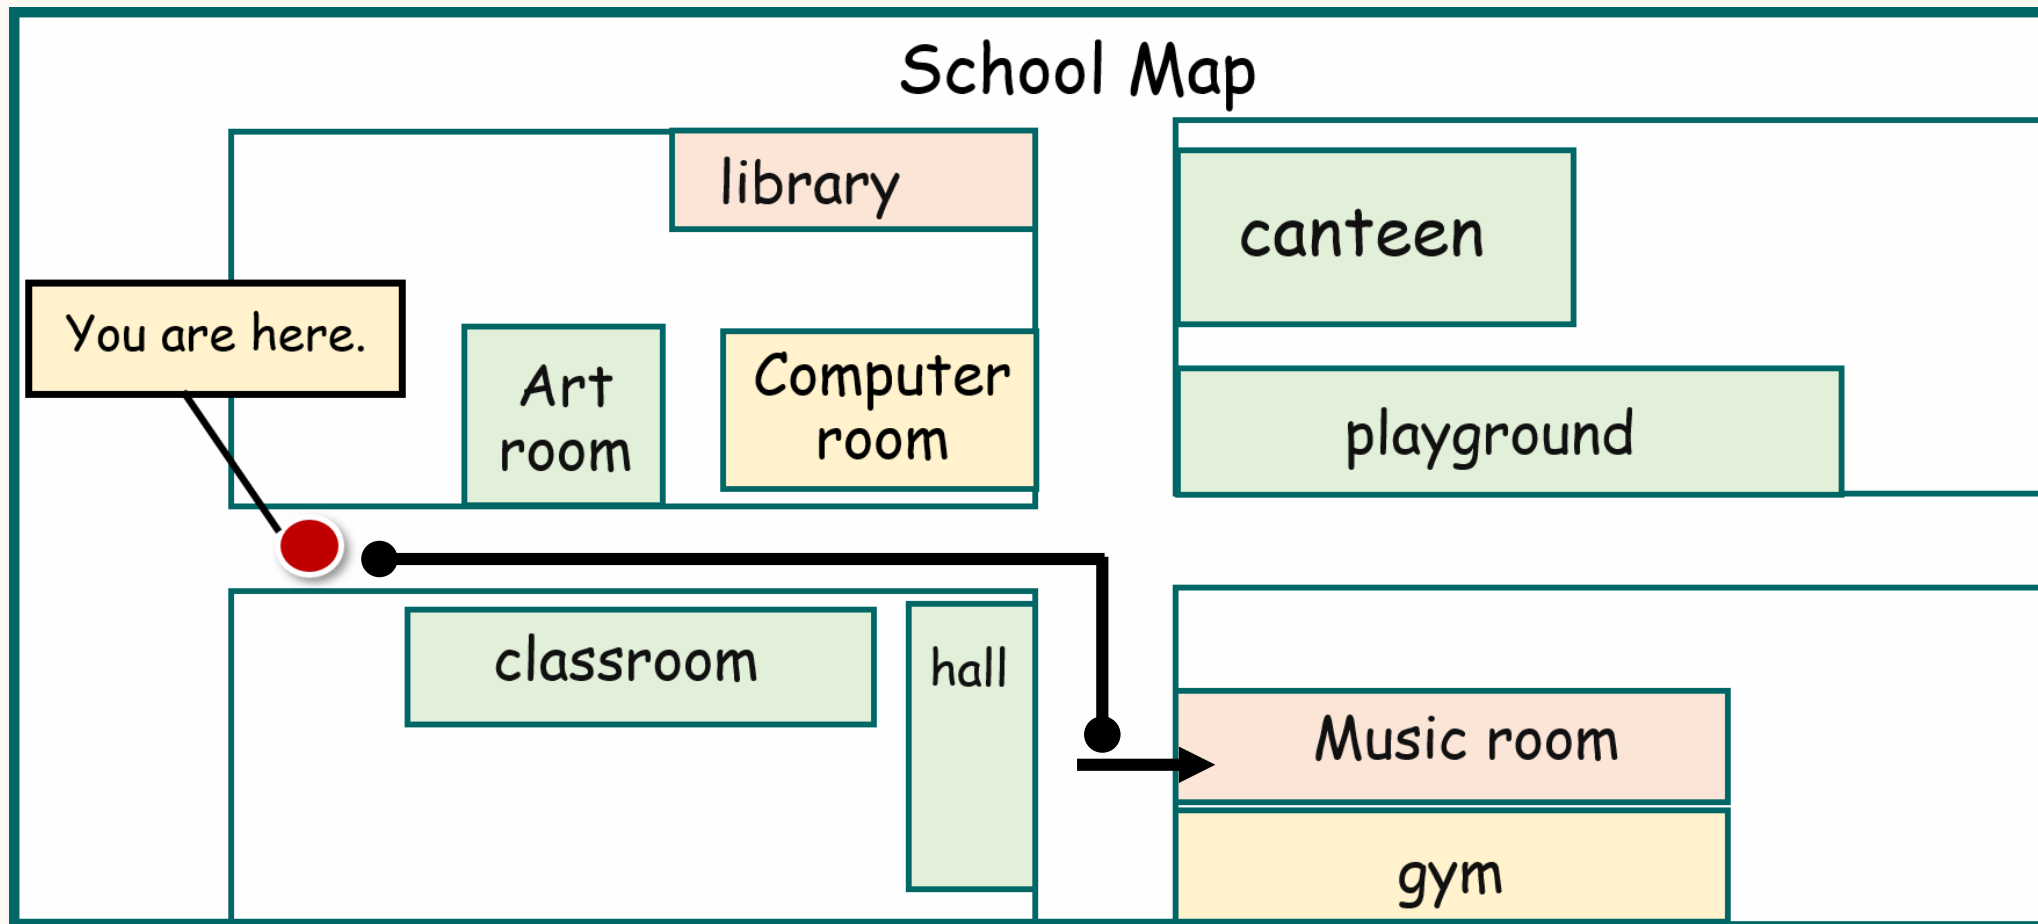 School Map
library
canteen
You are here.
Art
room
Computer
room
playground
classroom
hall
Music room
gym